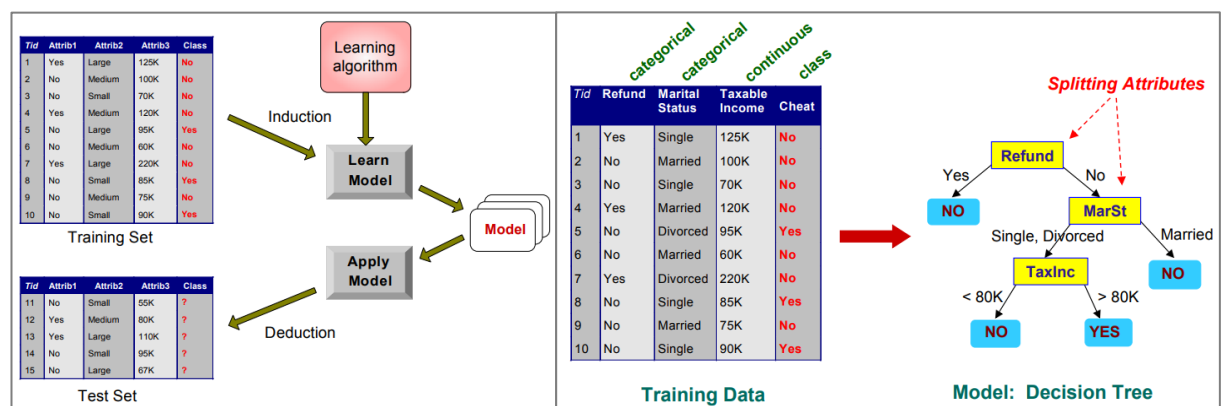 Tid Attrib1 Attrib2 Attrib3 Class
1 Yes Large 125K No
2 No Medium 100K No
3 No Small 70K No
4 Yes Medium 120K No
5 No Large 95K Yes
6 No Medium 60K No
7 Yes Large 220K No
8 No Small 85K Yes
9 No Medium 75K No
10 No Small 90K Yes
Training Set
Learning
algorithm
Induction
Learn
Model
Model
Apply
Model
Deduction
Tid Attrib1 Attrib2 Attrib3 Class
11 No Small 55K ?
12 Yes Medium 80K ?
13 Yes Large 110K ?
14 No Small 95K ?
15 No Large 67K ?
Test Set
categorical
categorical
continuous
class
Tid Refund Marital Taxable
Status Income Cheat
1 Yes Single 125K No
2 No Married 100K No
3 No Single 70K No
4 Yes Married 120K No
5 No Divorced 95K Yes
6 No Married 60K No
7 Yes Divorced 220K No
8 No Single 85K Yes
9 No Married 75K No
10 No Single 90K Yes
Training Data
Splitting Attributes
Refund
Yes No
NO MarSt
Single, Divorced Married
TaxInc NO
< 80K > 80K
NO YES
Model: Decision Tree